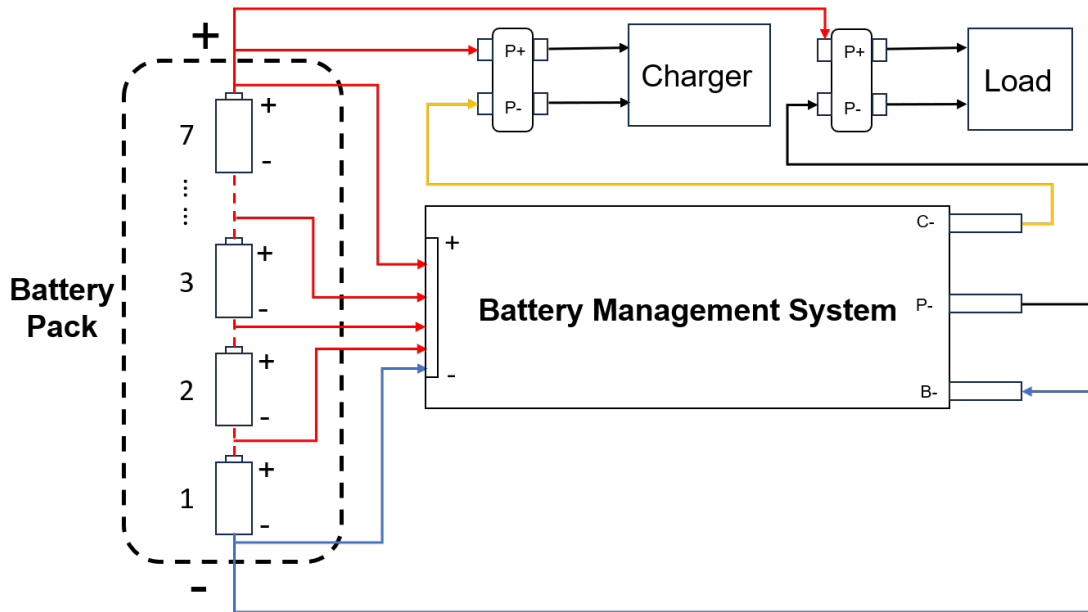 +
P+
P-
Charger
P+
P-
Load
+
7
-
......
+
3
-
Battery
Pack
+
2
-
+
1
-
-
+
Battery Management System
-
C-
P-
B-